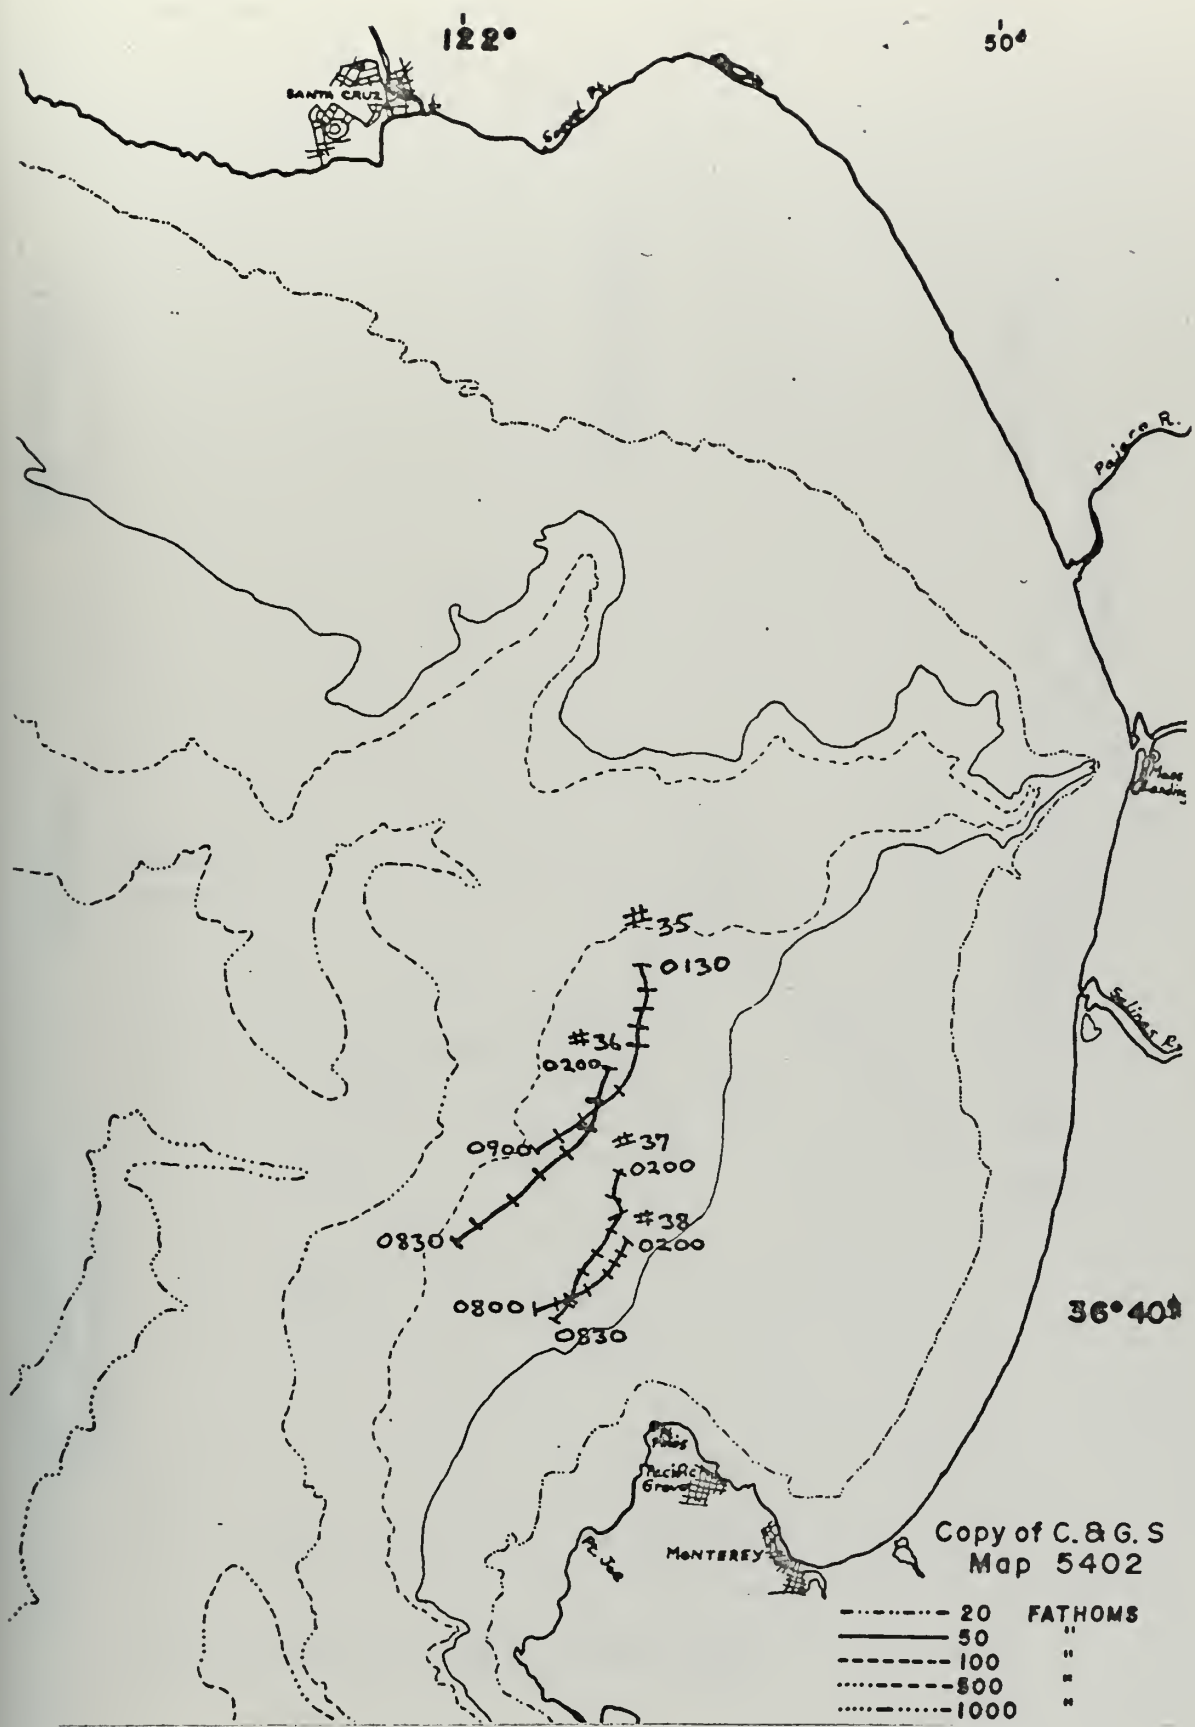 122°
50'
SANTA CRUZ
Soquel Pt.
Pajaro R.
Moss Landing
#35
0130
Salinas R.
#36
0200
0900
#37
0200
#38
0200
0830
0800
0830
36°40'
Pt. Pinos
Pacific Grove
Pt. Joe
MONTEREY
Copy of C. & G. S
Map 5402
20 FATHOMS
50 "
100 "
500 "
1000 "